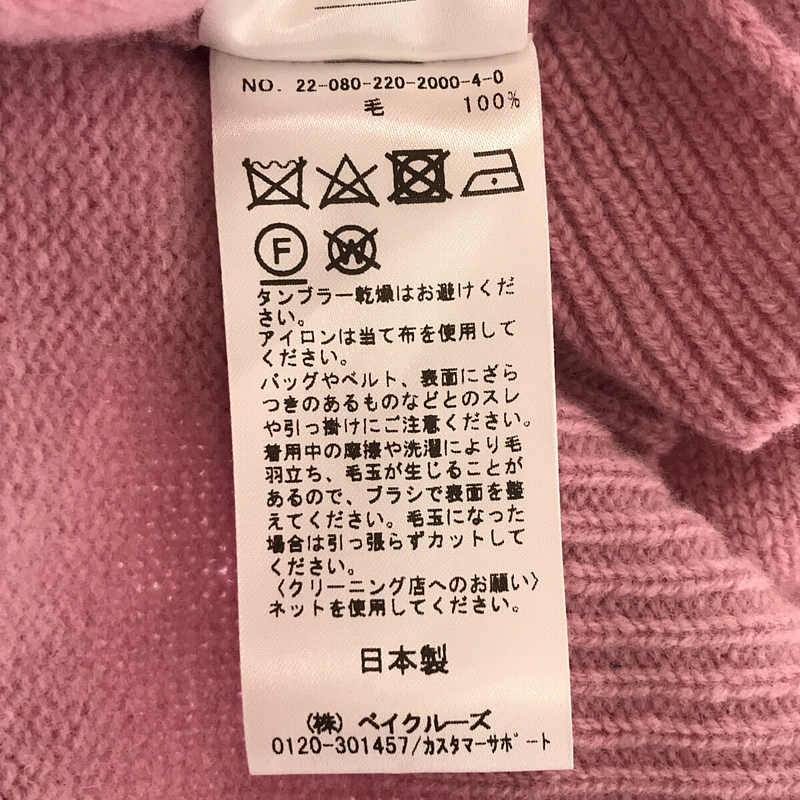 NO. 22-080-220-2000-4-0
毛 100%
F
W
タンブラー乾燥はお避けくだ
さい。
アイロンは当て布を使用して
ください。
バッグやベルト、表面にざら
つきのあるものなどとのスレ
や引っ掛けにご注意ください。
着用中の摩擦や洗濯により毛
羽立ち、毛玉が生じることが
あるので、ブラシで表面を整
えてください。毛玉になった
場合は引っ張らずカットして
ください。
〈クリーニング店へのお願い〉
ネットを使用してください。
日本製
（株）ベイクルーズ
0120-301457/カスタマーサポート